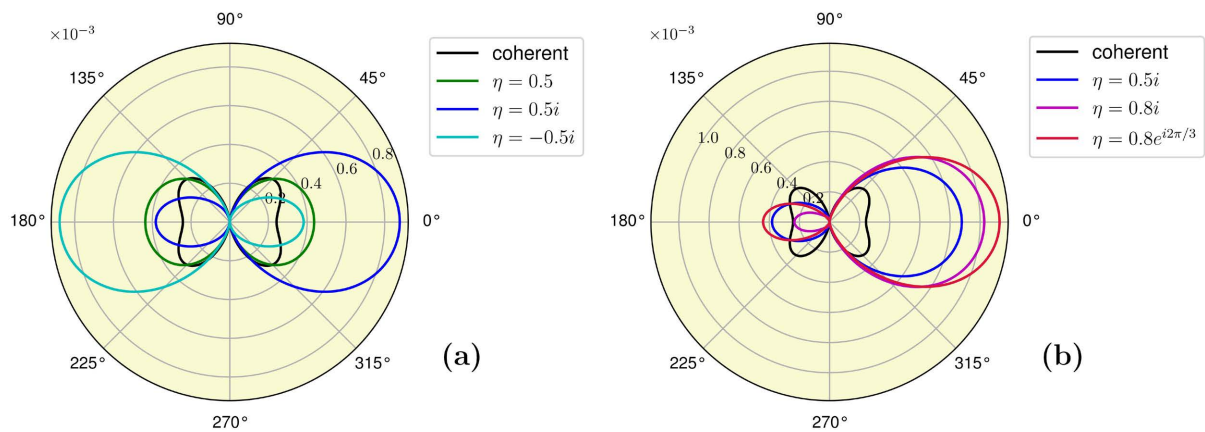 90°
×10⁻³
135°
45°
180°
0°
0.2
0.4
0.6
0.8
225°
315°
270°
coherent
η = 0.5
η = 0.5i
η = −0.5i
(a)
90°
×10⁻³
135°
45°
180°
0°
1.0
0.8
0.6
0.4
0.2
225°
315°
270°
coherent
η = 0.5i
η = 0.8i
η = 0.8e^{i2π/3}
(b)